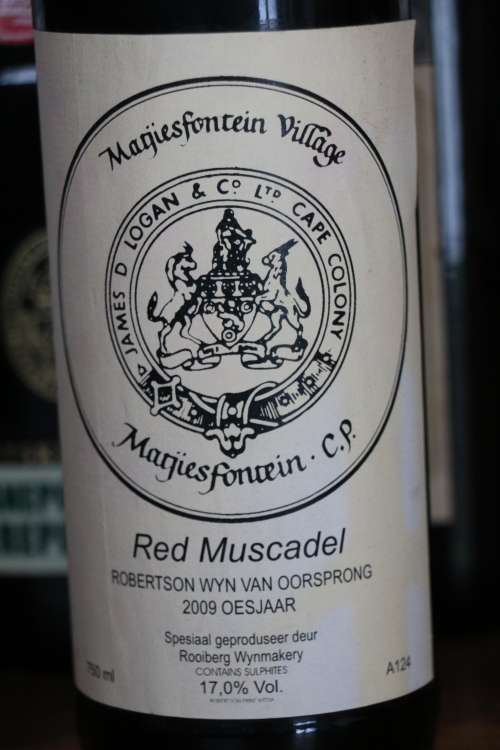 Matjiesfontein Village
JAMES D LOGAN & Cº LTD CAPE COLONY
Matjiesfontein · C.P.
Red Muscadel
ROBERTSON WYN VAN OORSPRONG
2009 OESJAAR
Spesiaal geproduseer deur
Rooiberg Wynmakery
CONTAINS SULPHITES
750 ml
17,0% Vol.
A124